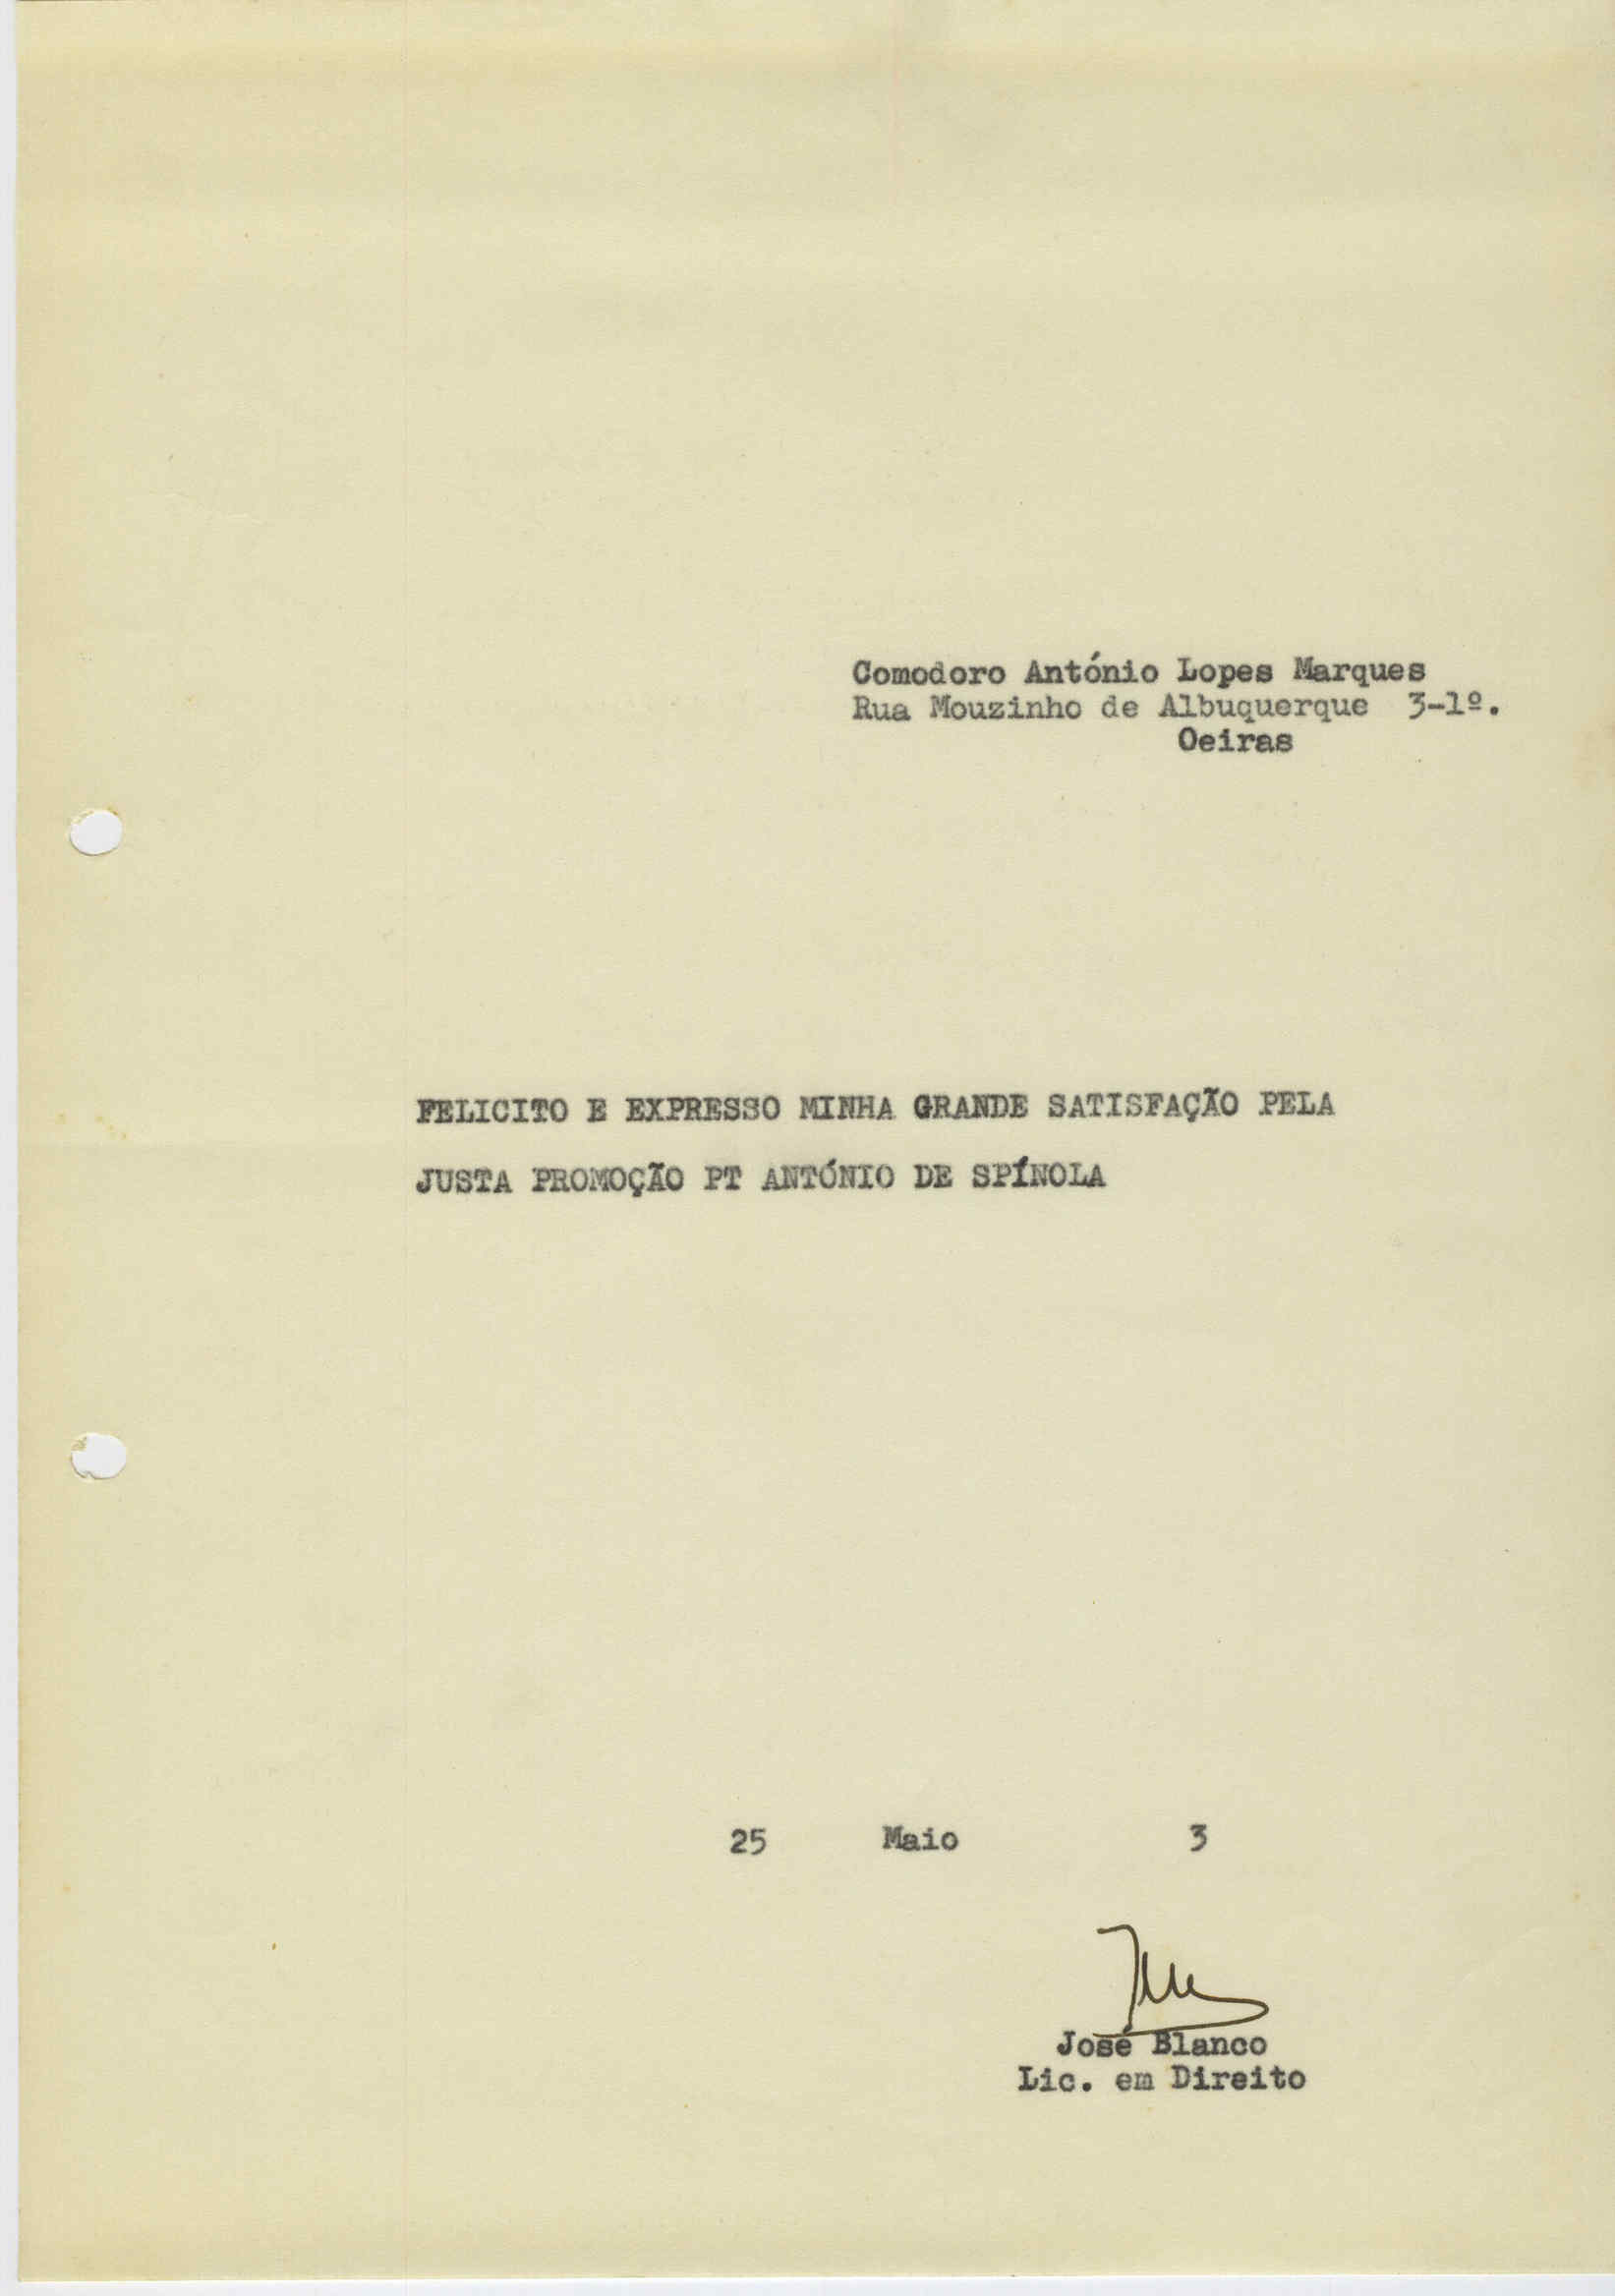 Comodoro António Lopes Marques
Rua Mouzinho de Albuquerque 3-1º.
Oeiras
FELICITO E EXPRESSO MINHA GRANDE SATISFAÇÃO PELA
JUSTA PROMOÇÃO PT ANTÓNIO DE SPÍNOLA
25 Maio 3
José Blanco
Lic. em Direito